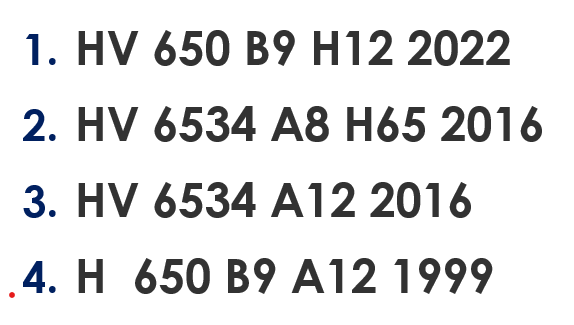 1. HV 650 B9 H12 2022
2. HV 6534 A8 H65 2016
3. HV 6534 A12 2016
4. H  650 B9 A12 1999